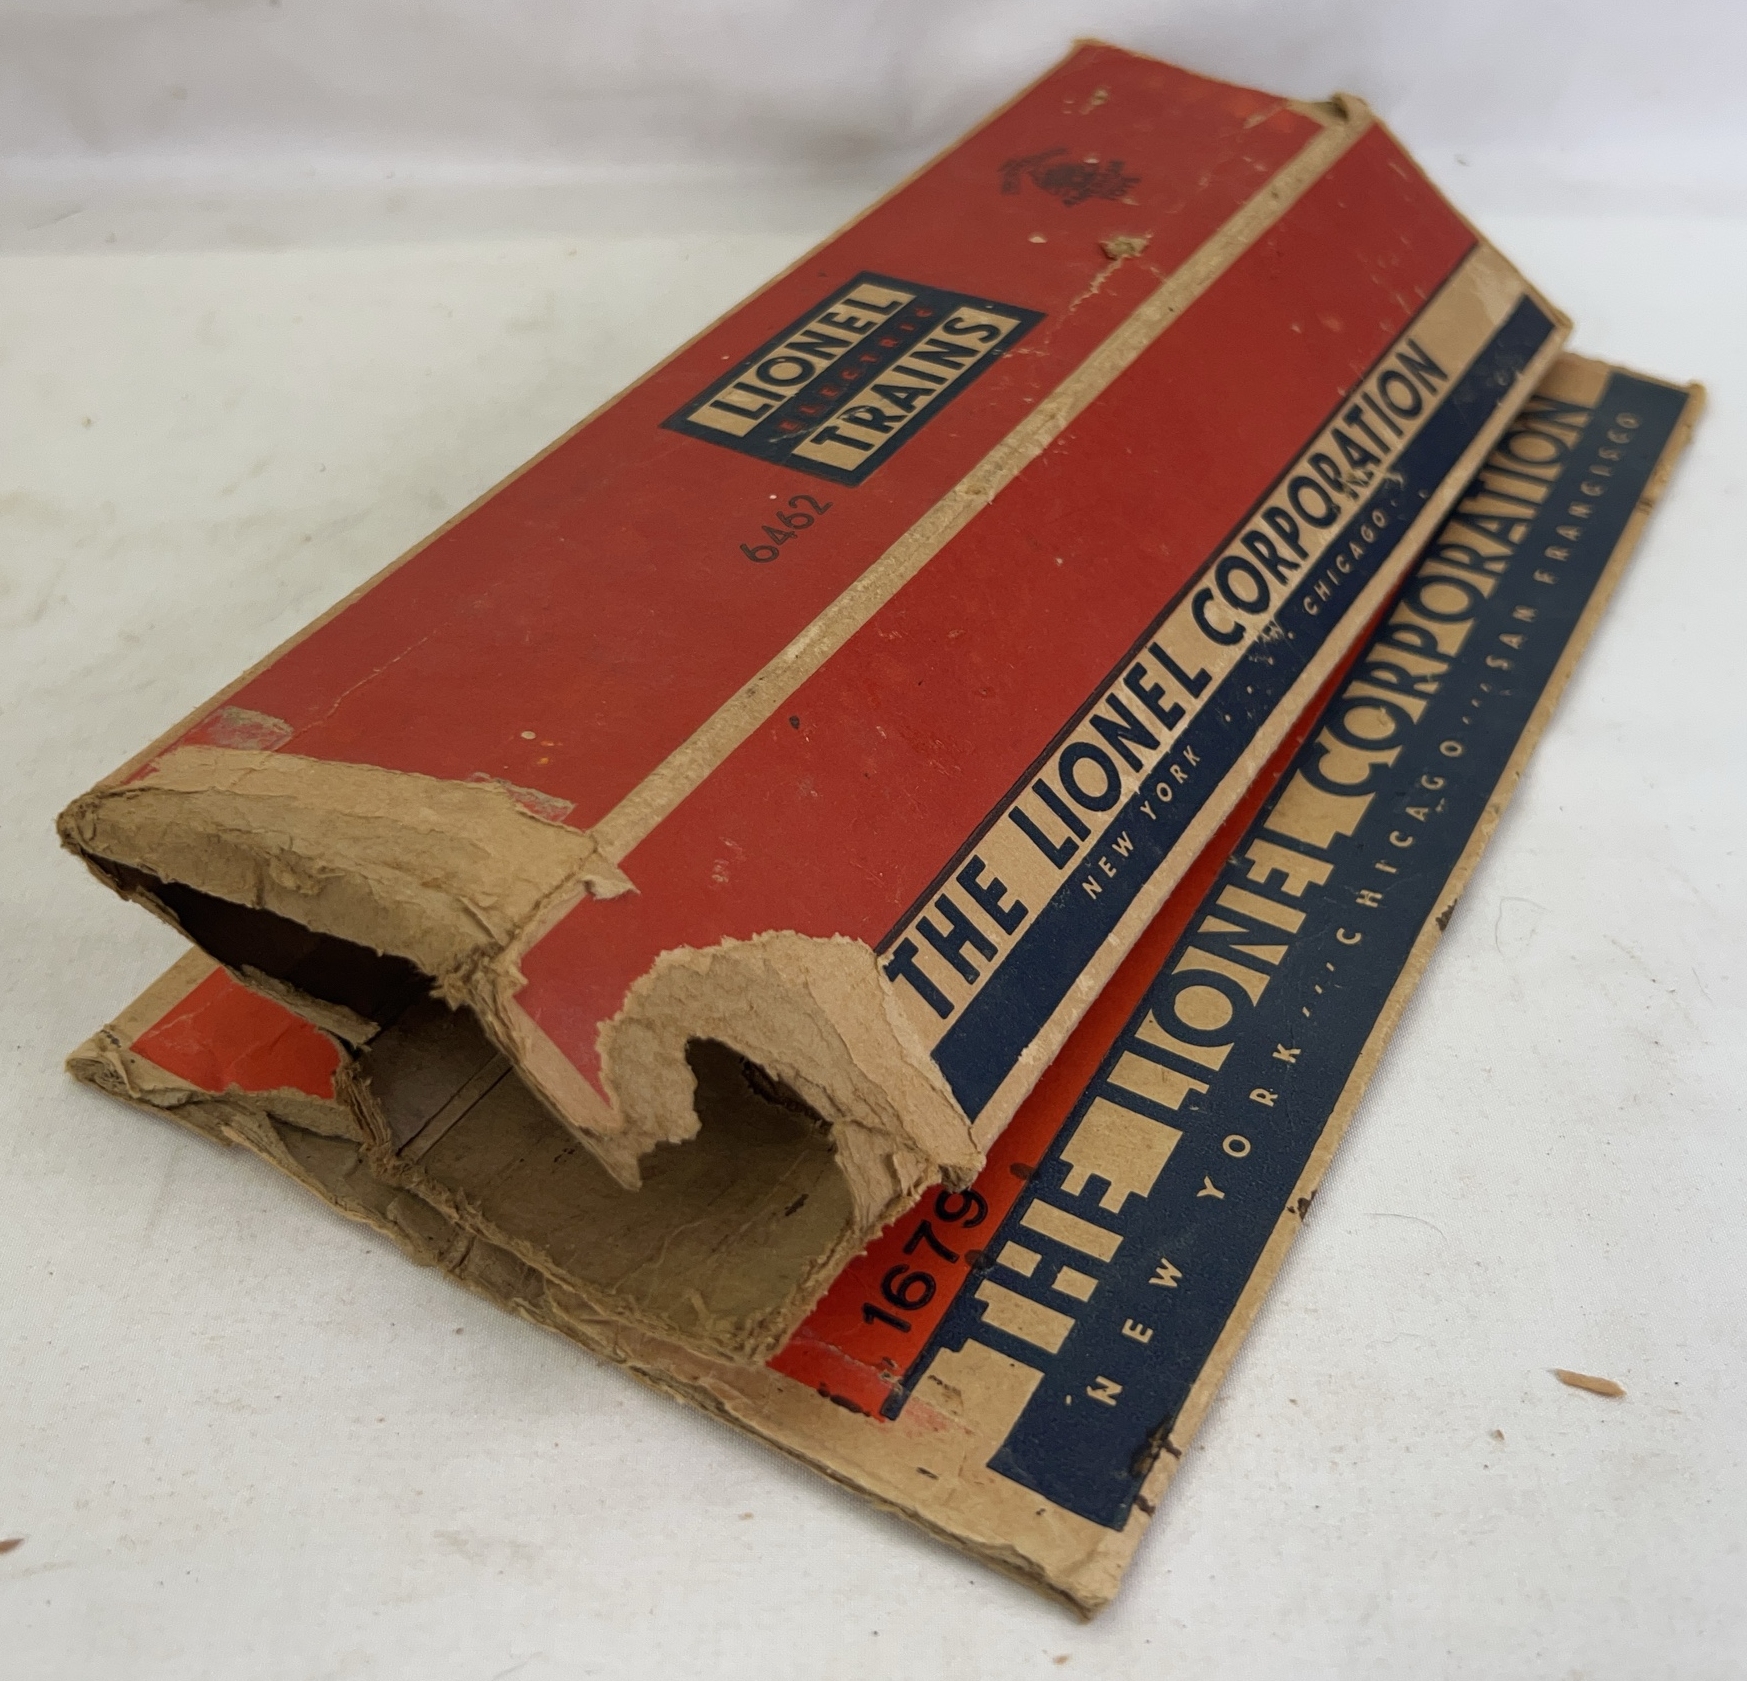 LIONEL
ELECTRIC
TRAINS
6462
THE LIONEL CORPORATION
NEW YORK CHICAGO
1679
THE LIONEL CORPORATION
NEW YORK,,,,CHICAGO,,,,SAN FRANCISCO